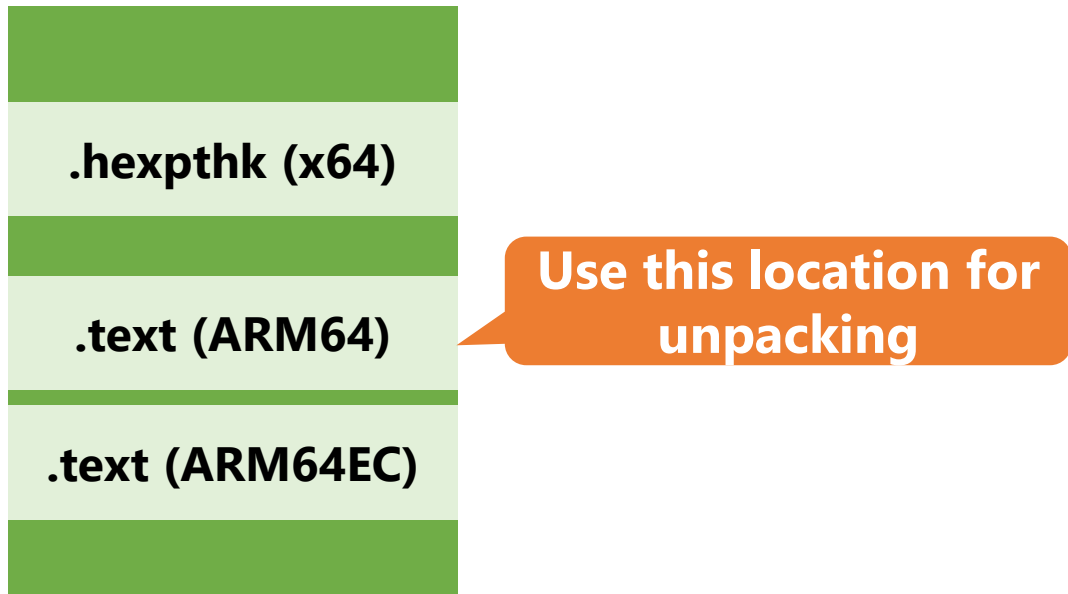 .hexpthk (x64)
.text (ARM64)
Use this location for
unpacking
.text (ARM64EC)